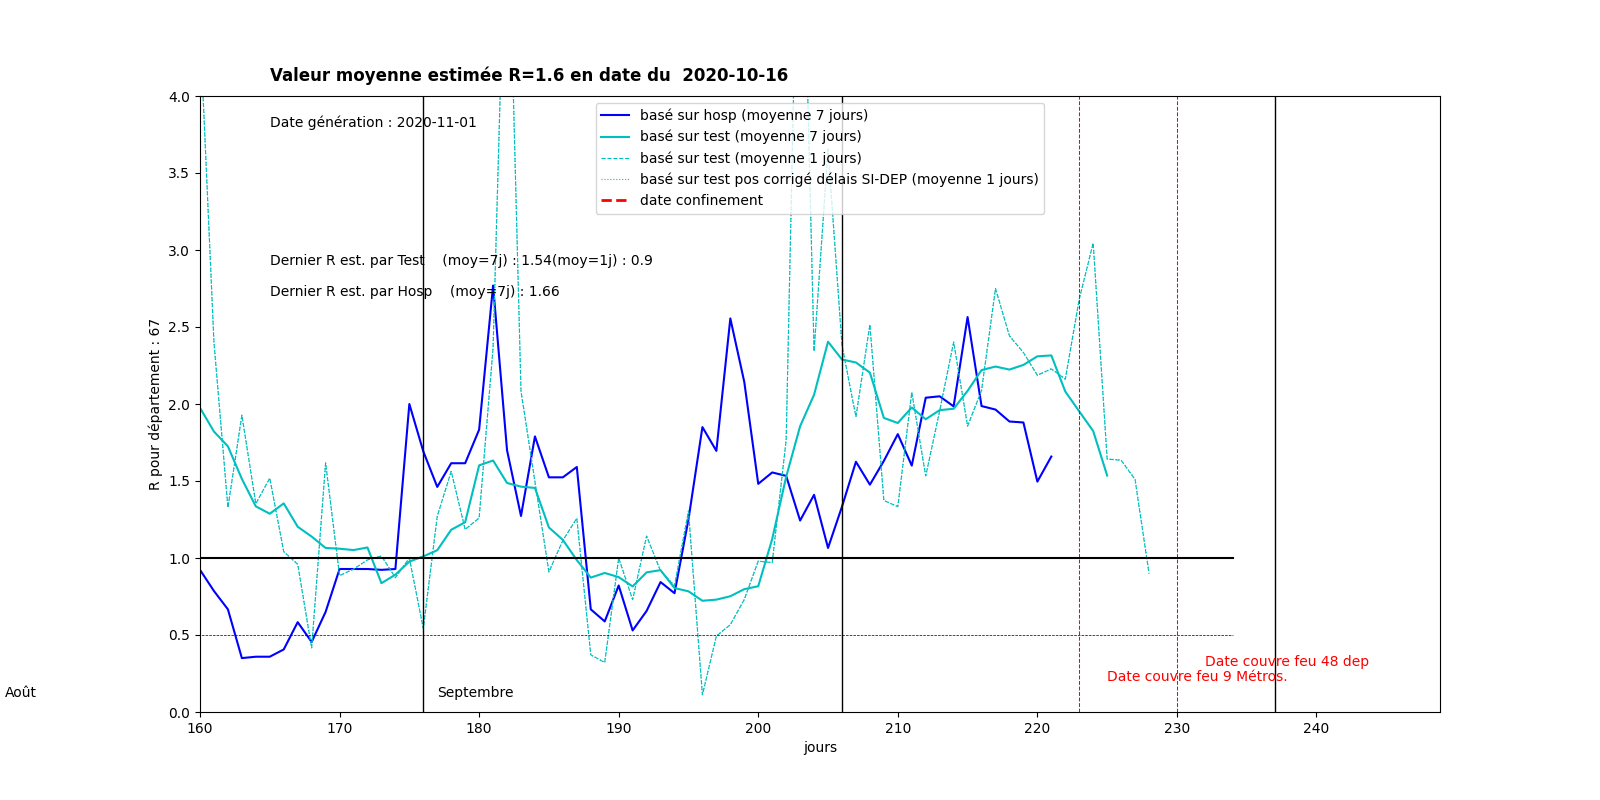 Valeur moyenne estimée R=1.6 en date du  2020-10-16
Date génération : 2020-11-01
basé sur hosp (moyenne 7 jours)
basé sur test (moyenne 7 jours)
basé sur test (moyenne 1 jours)
basé sur test pos corrigé délais SI-DEP (moyenne 1 jours)
date confinement
Dernier R est. par Test    (moy=7j) : 1.54(moy=1j) : 0.9
Dernier R est. par Hosp    (moy=7j) : 1.66
R pour département : 67
4.0
3.5
3.0
2.5
2.0
1.5
1.0
0.5
0.0
Date couvre feu 48 dep
Date couvre feu 9 Métros.
Août
Septembre
160 170 180 190 200 210 220 230 240
jours